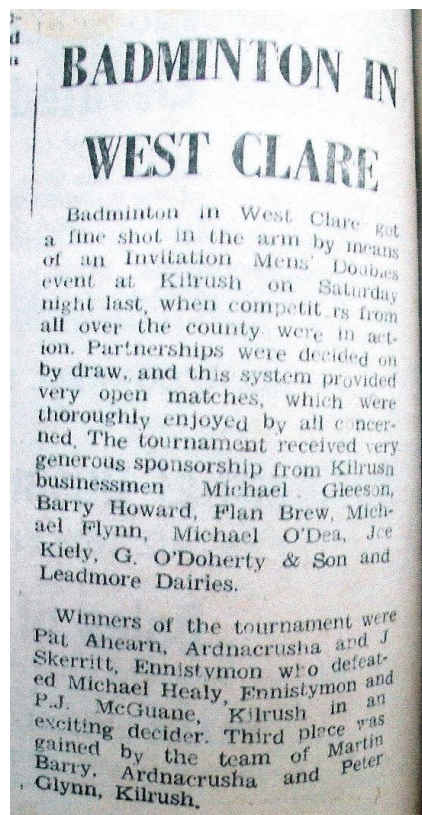 BADMINTON IN
WEST CLARE
Badminton in West Clare got
a fine shot in the arm by means
of an Invitation Mens' Doubles
event at Kilrush on Saturday
night last, when competit rs from
all over the county were in act-
ion. Partnerships were decided on
by draw, and this system provided
very open matches, which were
thoroughly enjoyed by all c ncer-
ned. The tournament received very
generous sponsorship from Kilrush
businessmen Michael Gleeson,
Barry Howard, Flan Brew, Mich-
ael Flynn, Michael O'Dea, Joe
Kiely, G. O'Doherty & Son and
Leadmore Dairies.
Winners of the tournament were
Pat Ahearn, Ardnacrusha and J
Skerritt, Ennistymon who defeat-
ed Michael Healy, Ennistymon and
P.J. McGuane, Kilrush in an
exciting decider. Third place was
gained by the team of Martin
Barry, Ardnacrusha and Peter
Glynn, Kilrush.